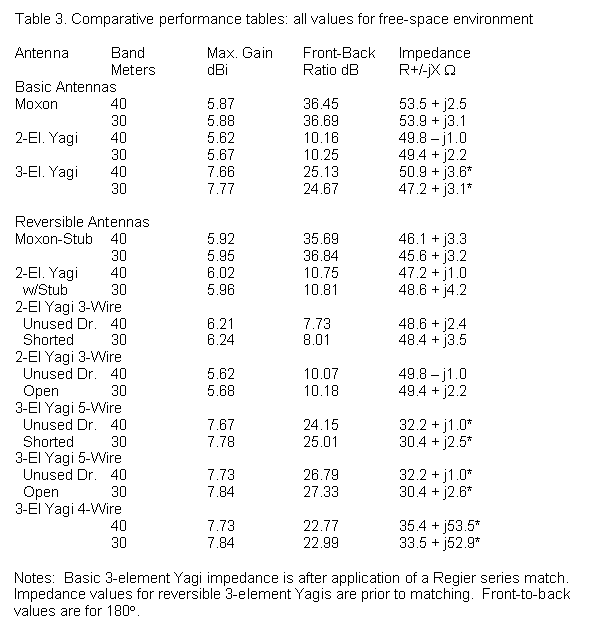 Table 3. Comparative performance tables: all values for free-space environment
Antenna Band Max. Gain Front-Back Impedance
Meters dBi Ratio dB R+/-jX Ω
Basic Antennas
Moxon 40 5.87 36.45 53.5 + j2.5
30 5.88 36.69 53.9 + j3.1
2-El. Yagi 40 5.62 10.16 49.8 – j1.0
30 5.67 10.25 49.4 + j2.2
3-El. Yagi 40 7.66 25.13 50.9 + j3.6*
30 7.77 24.67 47.2 + j3.1*
Reversible Antennas
Moxon-Stub 40 5.92 35.69 46.1 + j3.3
30 5.95 36.84 45.6 + j3.2
2-El. Yagi 40 6.02 10.75 47.2 + j1.0
w/Stub 30 5.96 10.81 48.6 + j4.2
2-El Yagi 3-Wire
Unused Dr. 40 6.21 7.73 48.6 + j2.4
Shorted 30 6.24 8.01 48.4 + j3.5
2-El Yagi 3-Wire
Unused Dr. 40 5.62 10.07 49.8 – j1.0
Open 30 5.68 10.18 49.4 + j2.2
3-El Yagi 5-Wire
Unused Dr. 40 7.67 24.15 32.2 + j1.0*
Shorted 30 7.78 25.01 30.4 + j2.5*
3-El Yagi 5-Wire
Unused Dr. 40 7.73 26.79 32.2 + j1.0*
Open 30 7.84 27.33 30.4 + j2.6*
3-El Yagi 4-Wire
40 7.73 22.77 35.4 + j53.5*
30 7.84 22.99 33.5 + j52.9*
Notes: Basic 3-element Yagi impedance is after application of a Regier series match.
Impedance values for reversible 3-element Yagis are prior to matching. Front-to-back
values are for 180º.